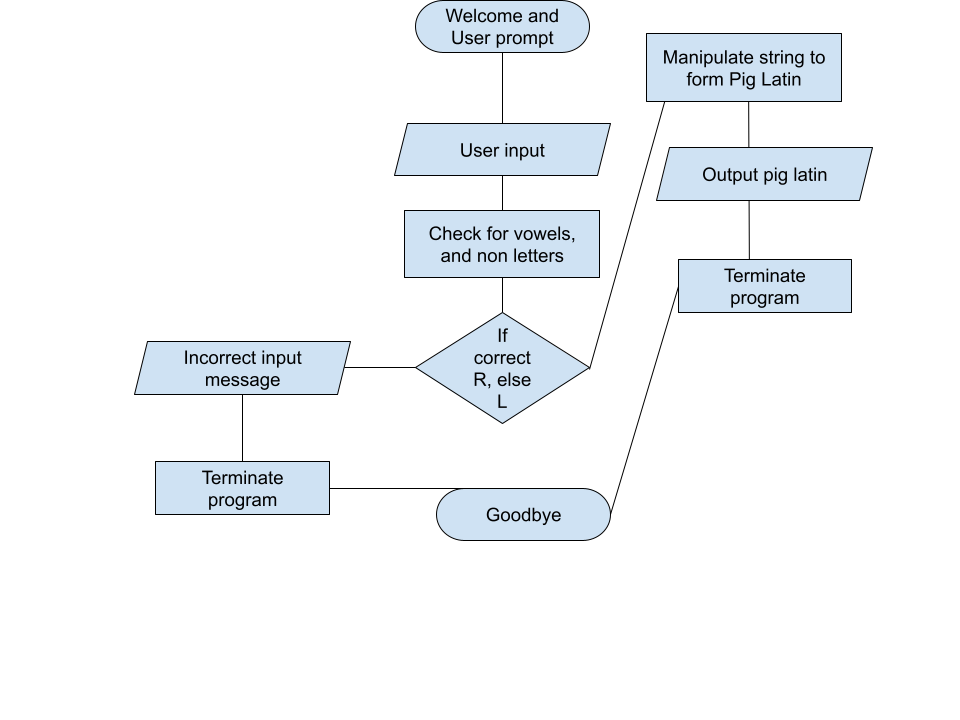 Welcome and
User prompt
User input
Check for vowels,
and non letters
If
correct
R, else
L
Incorrect input
message
Terminate
program
Goodbye
Manipulate string to
form Pig Latin
Output pig latin
Terminate
program